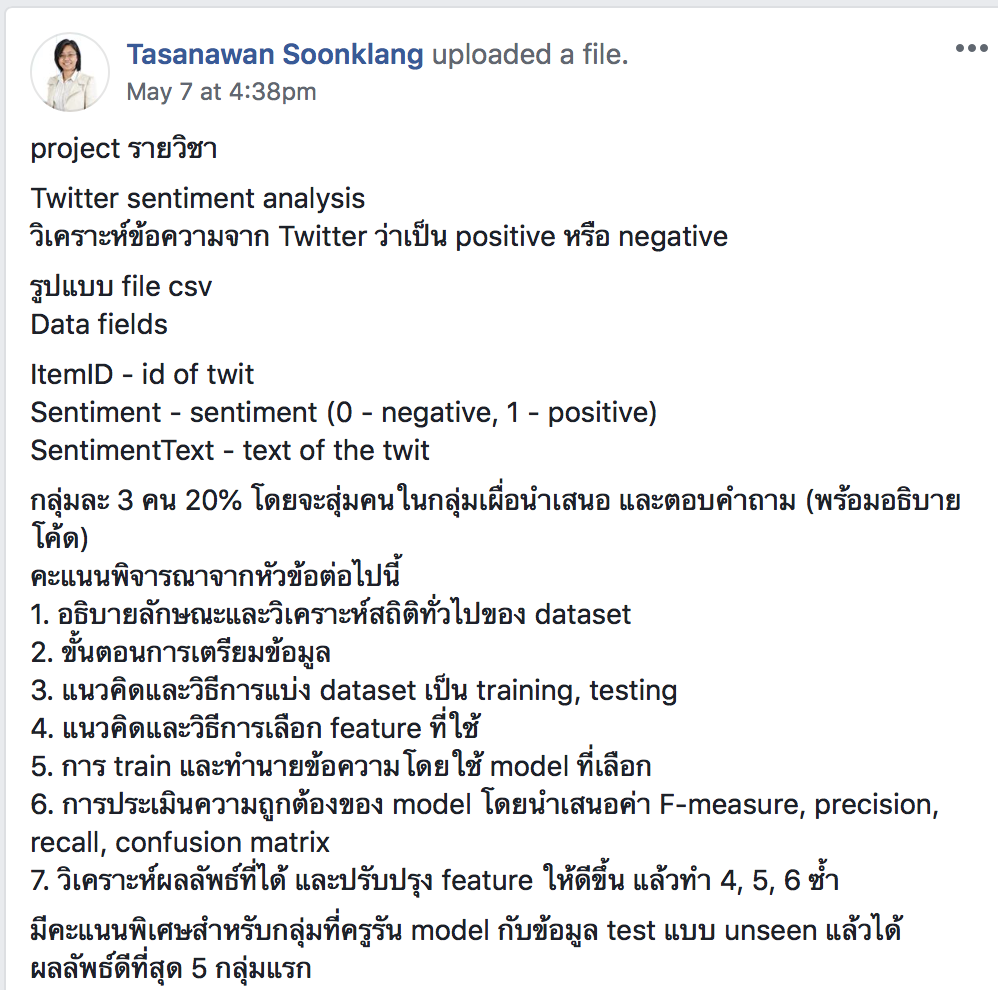 Tasanawan Soonklang uploaded a file.
May 7 at 4:38pm
project รายวิชา
Twitter sentiment analysis
วิเคราะห์ข้อความจาก Twitter ว่าเป็น positive หรือ negative
รูปแบบ file csv
Data fields
ItemID - id of twit
Sentiment - sentiment (0 - negative, 1 - positive)
SentimentText - text of the twit
กลุ่มละ 3 คน 20% โดยจะสุ่มคนในกลุ่มเผื่อนำเสนอ และตอบคำถาม (พร้อมอธิบาย
โค้ด)
คะแนนพิจารณาจากหัวข้อต่อไปนี้
1. อธิบายลักษณะและวิเคราะห์สถิติทั่วไปของ dataset
2. ขั้นตอนการเตรียมข้อมูล
3. แนวคิดและวิธีการแบ่ง dataset เป็น training, testing
4. แนวคิดและวิธีการเลือก feature ที่ใช้
5. การ train และทำนายข้อความโดยใช้ model ที่เลือก
6. การประเมินความถูกต้องของ model โดยนำเสนอค่า F-measure, precision,
recall, confusion matrix
7. วิเคราะห์ผลลัพธ์ที่ได้ และปรับปรุง feature ให้ดีขึ้น แล้วทำ 4, 5, 6 ซ้ำ
มีคะแนนพิเศษสำหรับกลุ่มที่ครูรัน model กับข้อมูล test แบบ unseen แล้วได้
ผลลัพธ์ดีที่สุด 5 กลุ่มแรก